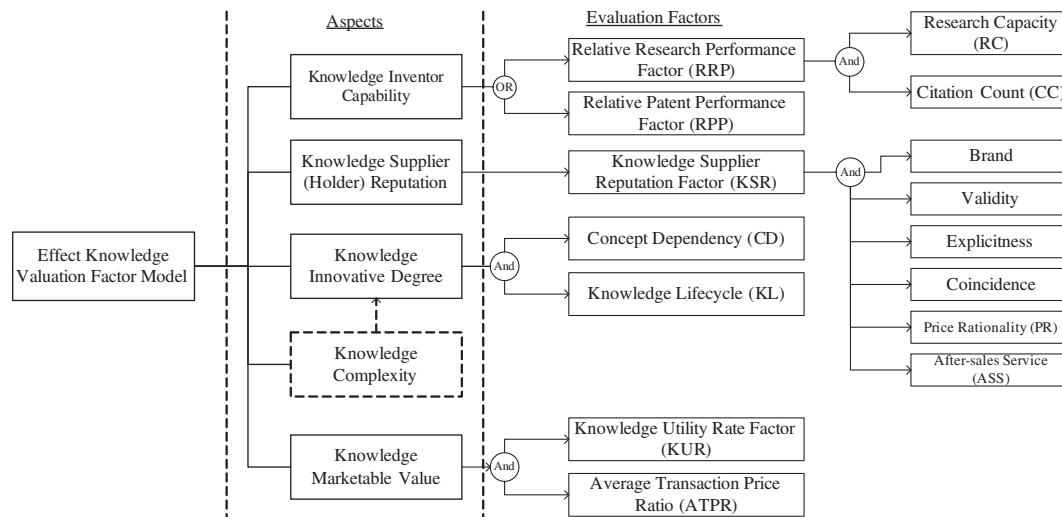 Aspects
Evaluation Factors
Effect Knowledge
Valuation Factor Model
Knowledge Inventor
Capability
Knowledge Supplier
(Holder) Reputation
Knowledge
Innovative Degree
Knowledge
Complexity
Knowledge
Marketable Value
OR
And
And
Relative Research Performance
Factor (RRP)
Relative Patent Performance
Factor (RPP)
Knowledge Supplier
Reputation Factor (KSR)
Concept Dependency (CD)
Knowledge Lifecycle (KL)
Knowledge Utility Rate Factor
(KUR)
Average Transaction Price
Ratio (ATPR)
And
And
Research Capacity
(RC)
Citation Count (CC)
Brand
Validity
Explicitness
Coincidence
Price Rationality (PR)
After-sales Service
(ASS)